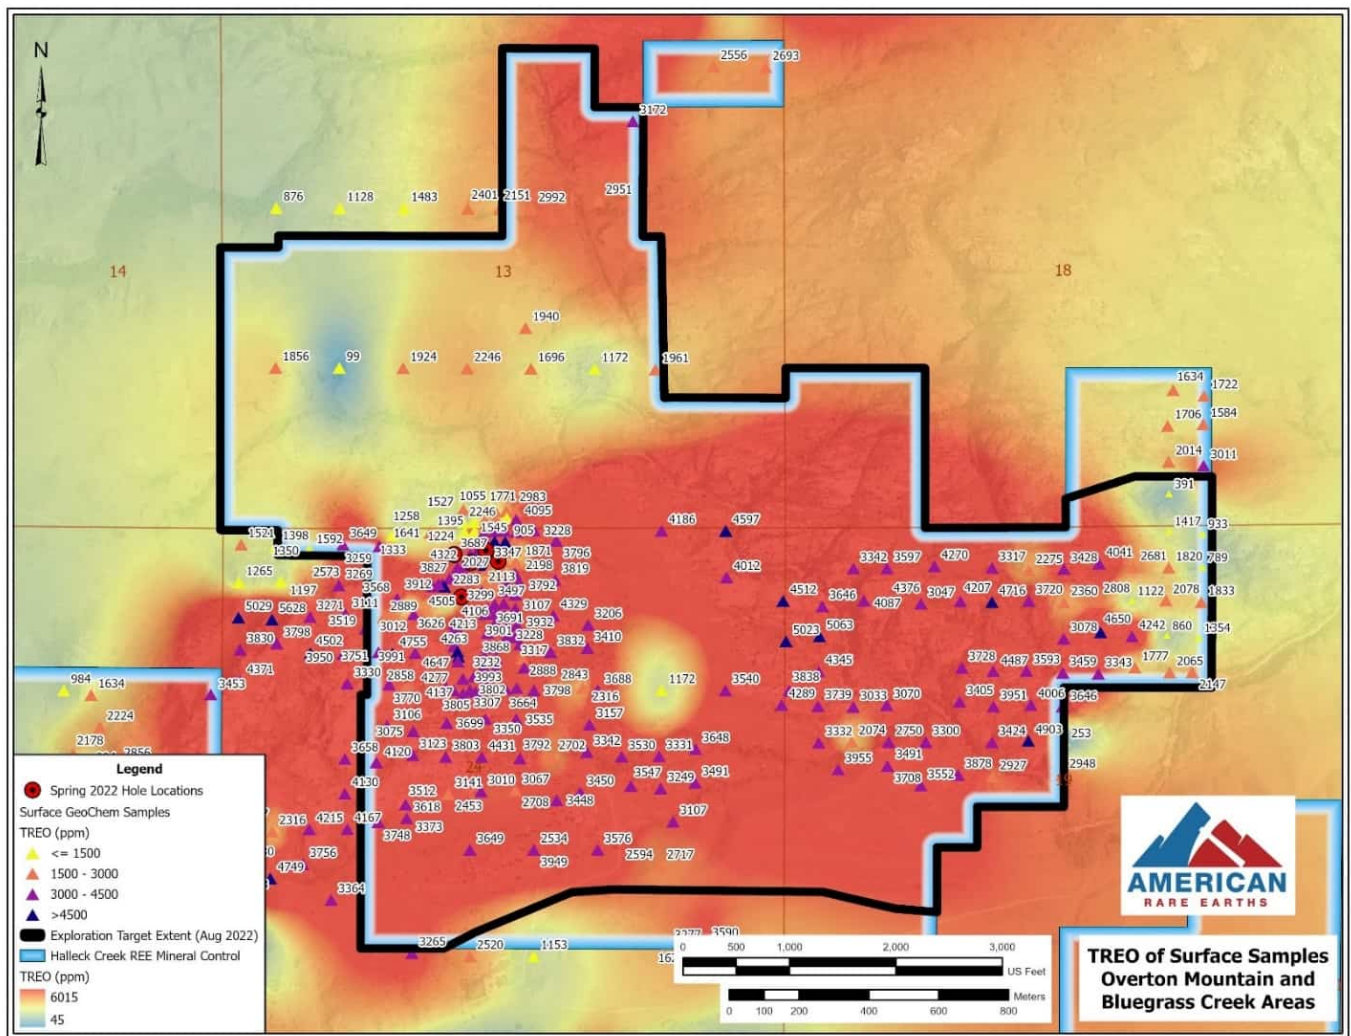 N
2556 2693
3172
876 1128 1483 2401 2151 2992 2951
14 13 18
1940
1856 99 1924 2246 1696 1172 1961
1634
1722
1706 1584
2014
3011
391
1527 1055 1771 2983
1258 1395 2246 4095
1417 933
1521 1398 1592 3649 1641 1224 1545 905 3228 4186 4597
1350 3259 1333 4322 3687 3347 1871 3796
3342 3597 4270 3317 2275 3428 4041 2681 1820 789
3827 2027 2198 3819
1265 2573 3269 4012
1197 3568 3912 2283 2113 3497 3792
4512 3646 4376 3047 4207 4716 3720 2360 2808 1122 2078 1833
4087
5029 5628 3271 3111 2889 4505 3299 3107 4329
3519 4106 3691 3932 3206
3626 4213
3012
3830 3798 4502 4755 4263 3901 3228 3832 3410
5023 5063 3078 4650 4242 860 1354
3950 3751 3991 3868 3317
4371 4647 3232
4345 3728 4487 3593 3459 3343 1777 2065
3330 2858 4277 3993 2888 2843 3688 1172 3540
3838
984 1634 3453 3770 4137 3802 3798 2316
4289 3739 3033 3070 3405 3951 4006 3646 2147
3805 3307 3664
2224 3106 3699 3535 3157
2178 3075 3350
3332 2074 2750 3300 3424 4903 253
2856 3658 4120 3123 3803 4431 3792 2702 3342 3530 3331 3648
3955 3491 3878 2927 2948
24 19
4130 3141 3010 3067 3450 3547 3249 3491
3708 3552
3512 2453 2708 3448
3618
2316 4215 4167 3373 3107
3748 3649 2534 3576
3756 3949 2594 2717
4749
3364
3265 2520 1153 3277 3590
Legend
Spring 2022 Hole Locations
Surface GeoChem Samples
TREO (ppm)
<= 1500
1500 - 3000
3000 - 4500
>4500
Exploration Target Extent (Aug 2022)
Halleck Creek REE Mineral Control
TREO (ppm)
6015
45
0 500 1,000 2,000 3,000
US Feet
Meters
0 100 200 400 600 800
AMERICAN
RARE EARTHS
TREO of Surface Samples
Overton Mountain and
Bluegrass Creek Areas